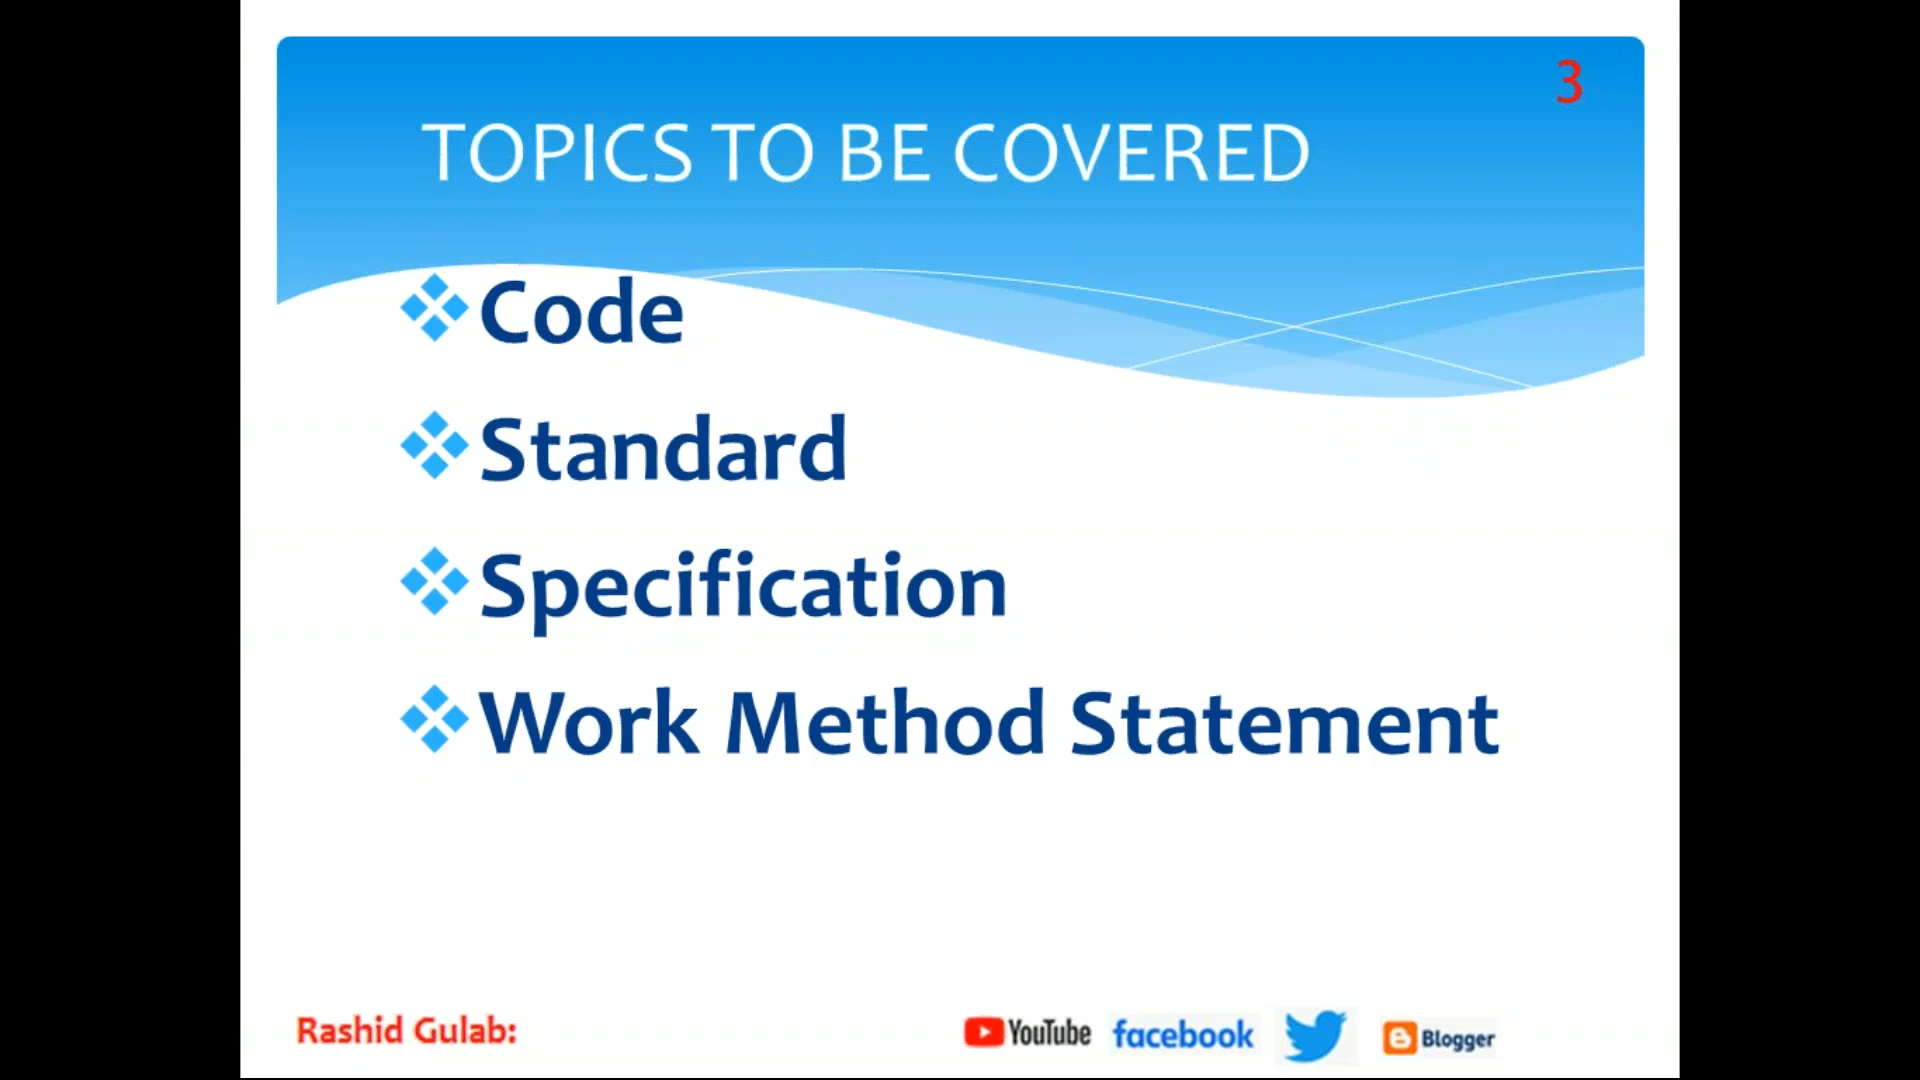 3
TOPICS TO BE COVERED
Code
Standard
Specification
Work Method Statement
Rashid Gulab:
YouTube facebook Blogger